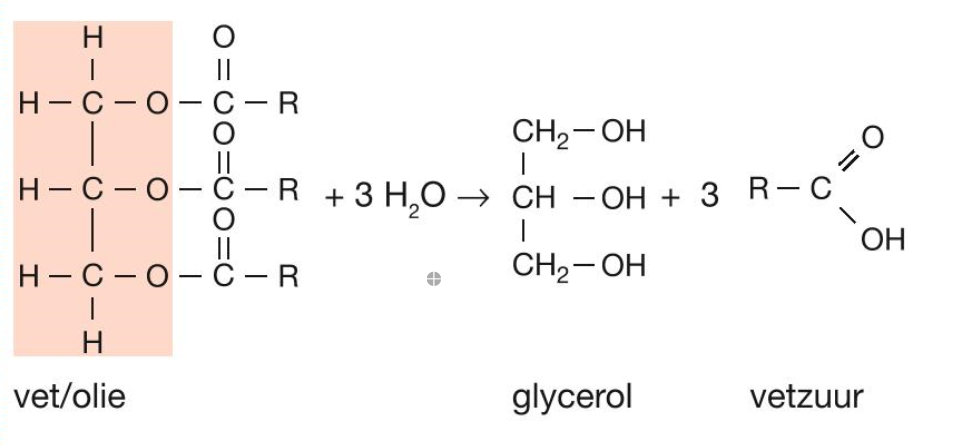 H O
H — C — O — C — R
O
H — C — O — C — R
O
H — C — O — C — R
H
+ 3 H₂O →
CH₂ — OH
CH — OH
CH₂ — OH
+ 3
O
R — C
OH
vet/olie glycerol vetzuur